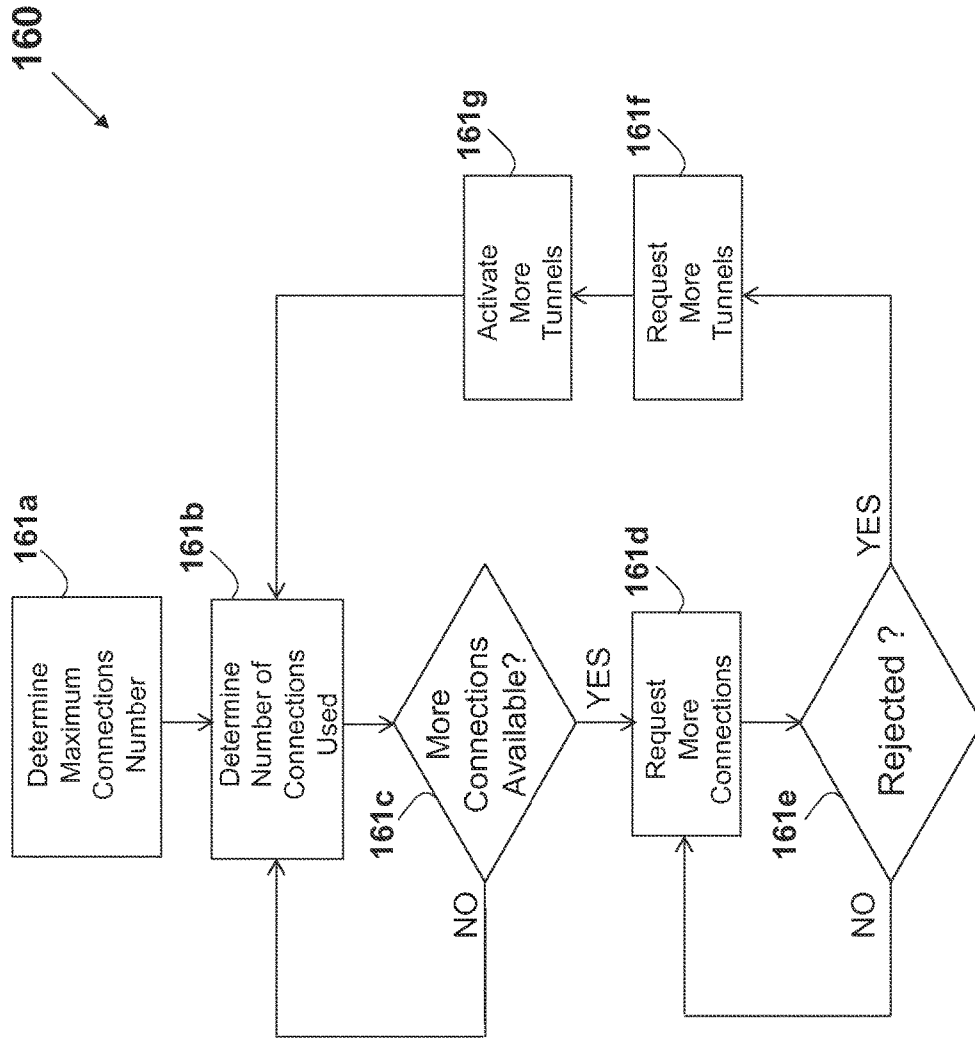 160
161a
Determine
Maximum
Connections
Number
161b
Determine
Number of
Connections
Used
161c
More
Connections
Available?
NO
YES
161d
Request
More
Connections
161e
Rejected ?
NO
YES
161f
Request
More
Tunnels
161g
Activate
More
Tunnels